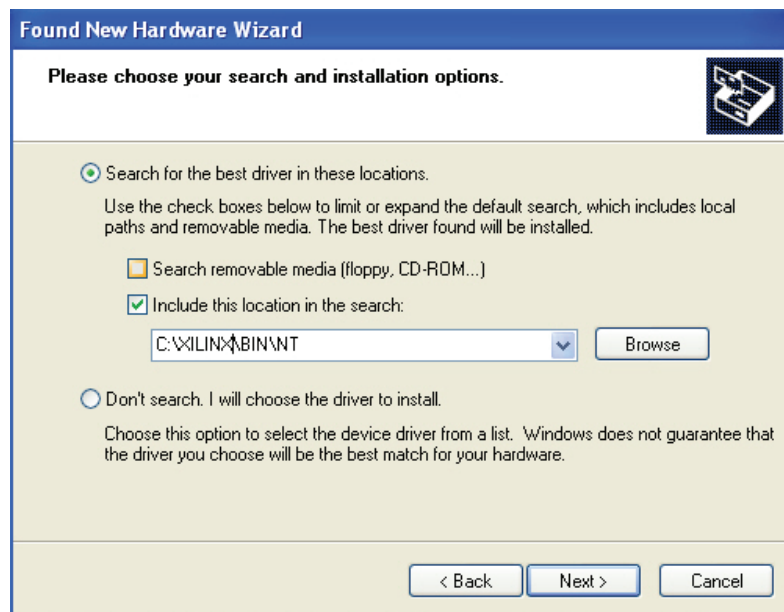 Found New Hardware Wizard
Please choose your search and installation options.
Search for the best driver in these locations.
Use the check boxes below to limit or expand the default search, which includes local
paths and removable media. The best driver found will be installed.
Search removable media (floppy, CD-ROM...)
Include this location in the search:
C:\XILINX\BIN\NT
Browse
Don't search. I will choose the driver to install.
Choose this option to select the device driver from a list. Windows does not guarantee that
the driver you choose will be the best match for your hardware.
< Back Next > Cancel